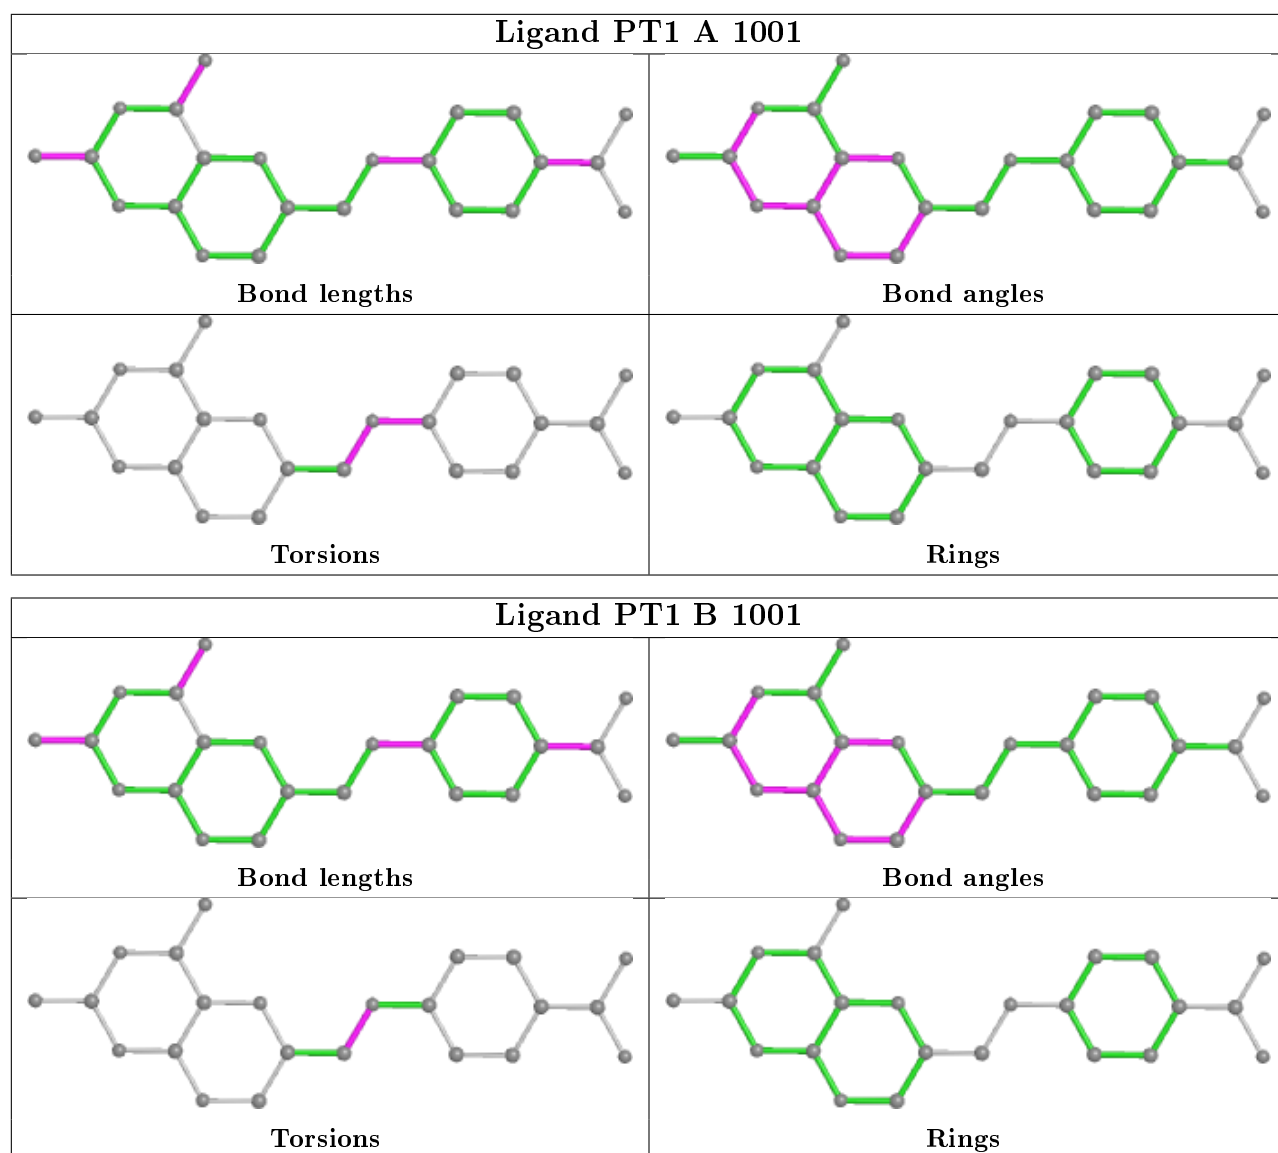 Ligand PT1 A 1001
Bond lengths
Bond angles
Torsions
Rings
Ligand PT1 B 1001
Bond lengths
Bond angles
Torsions
Rings